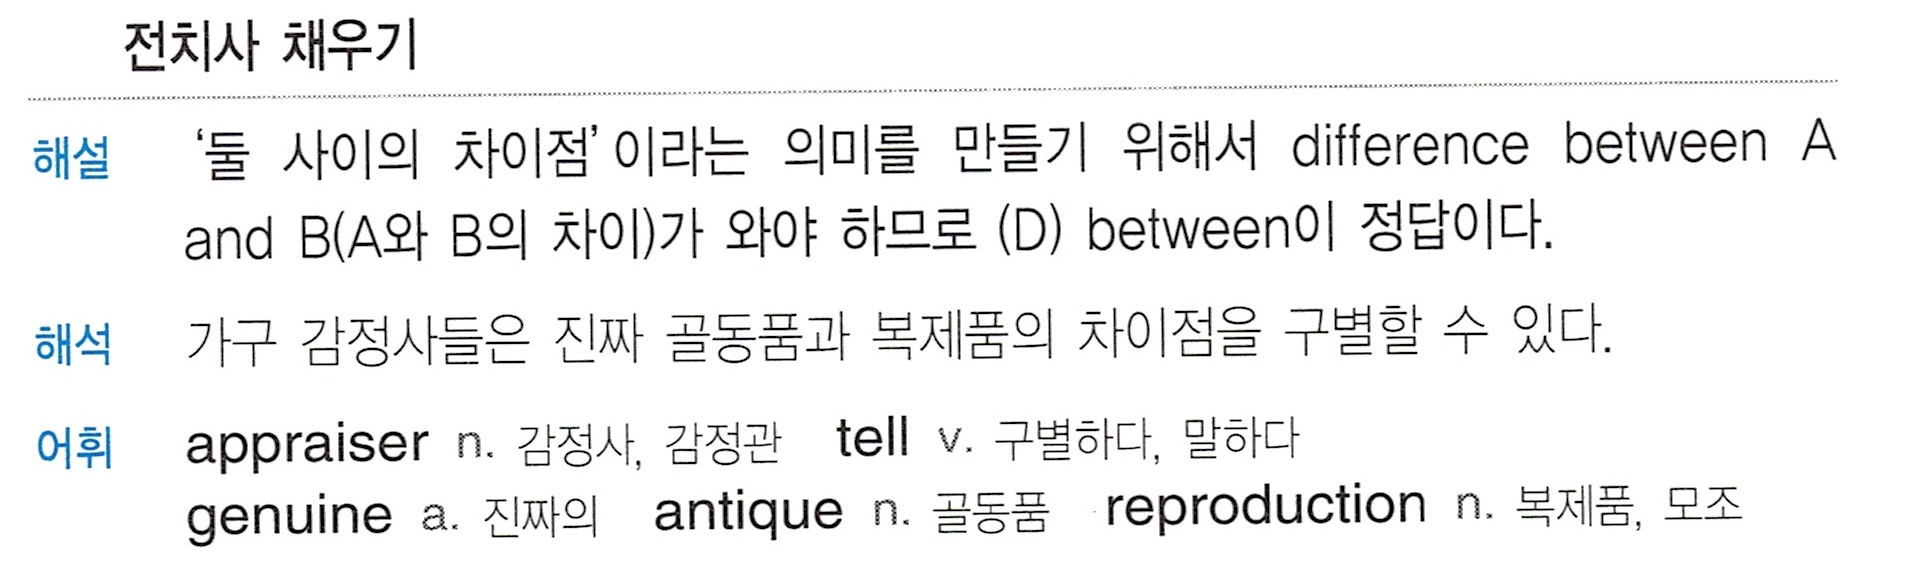 전치사 채우기
해설 ‘둘 사이의 차이점’이라는 의미를 만들기 위해서 difference between A
and B(A와 B의 차이)가 와야 하므로 (D) between이 정답이다.
해석 가구 감정사들은 진짜 골동품과 복제품의 차이점을 구별할 수 있다.
어휘 appraiser n. 감정사, 감정관 tell v. 구별하다, 말하다
genuine a. 진짜의 antique n. 골동품 reproduction n. 복제품, 모조